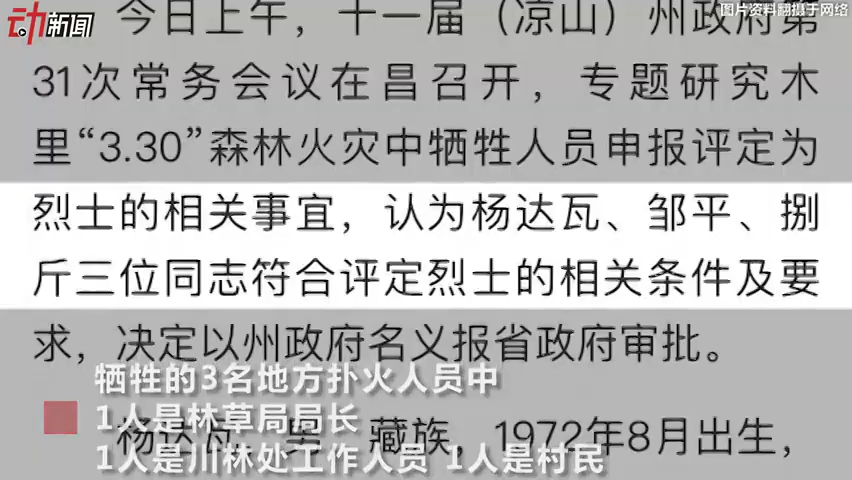 动新闻
图片资料翻摄于网络
今日上午，十一届（凉山）州政府第
31次常务会议在昌召开，专题研究木
里“3.30”森林火灾中牺牲人员申报评定为
烈士的相关事宜，认为杨达瓦、邹平、捌
斤三位同志符合评定烈士的相关条件及要
求，决定以州政府名义报省政府审批。
牺牲的3名地方扑火人员中
1人是林草局局长
杨达瓦，男，藏族，1972年8月出生，
1人是川林处工作人员 1人是村民